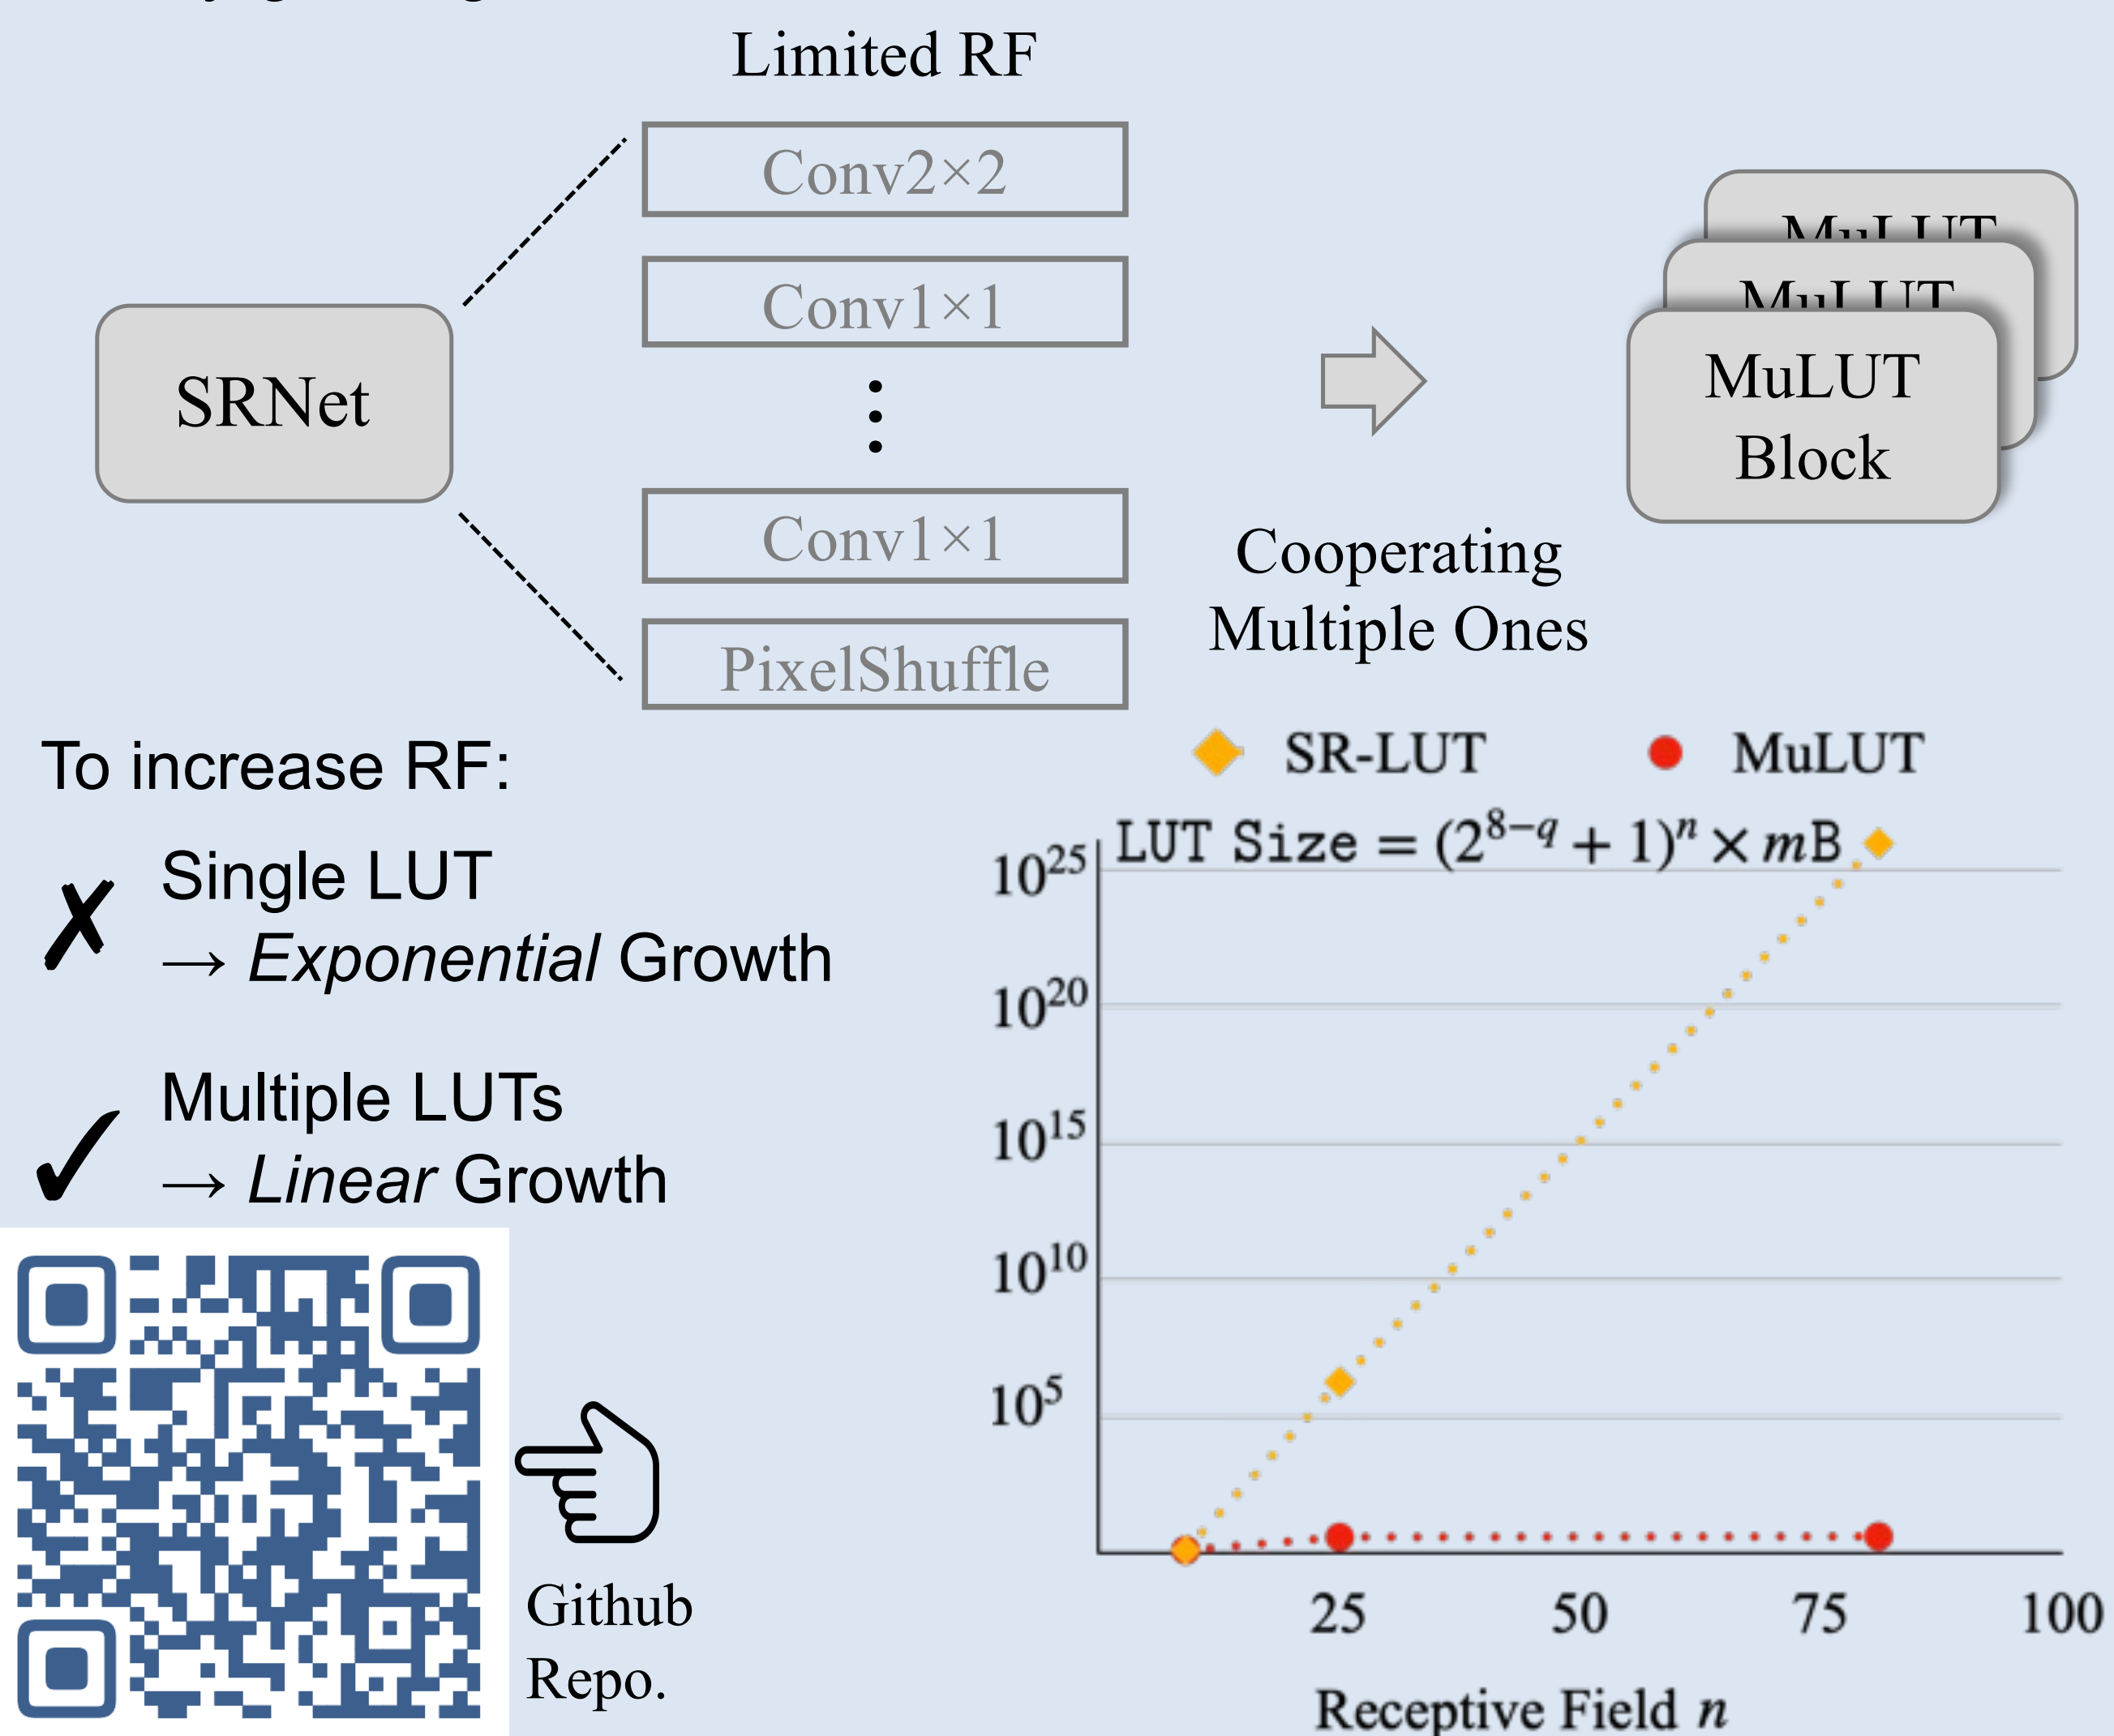 Limited RF
Conv2×2
Conv1×1
Conv1×1
PixelShuffle
SRNet
MuLUT
MuLUT
MuLUT
Block
Cooperating
Multiple Ones
To increase RF:
✗ Single LUT
→ Exponential Growth
✓ Multiple LUTs
→ Linear Growth
Github
Repo.
SR-LUT MuLUT
LUT Size = (2^{8−q} + 1)^n × mB
10^25
10^20
10^15
10^10
10^5
25 50 75 100
Receptive Field n